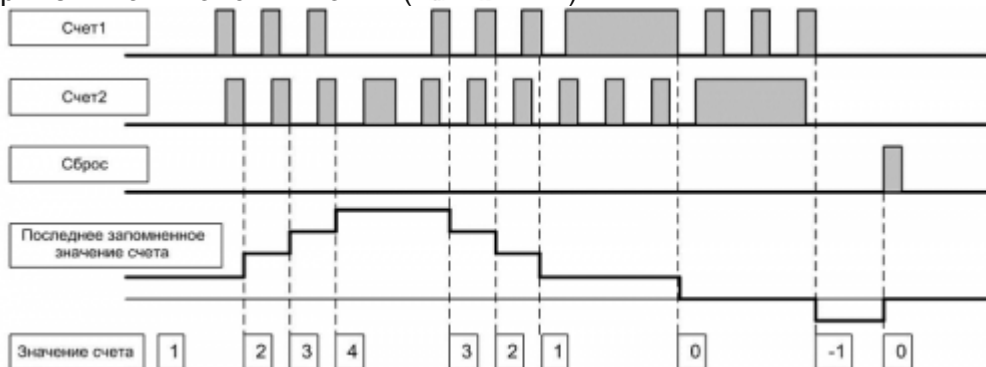 Счет1
Счет2
Сброс
Последнее запомненное
значение счета
Значение счета 1 2 3 4 3 2 1 0 -1 0